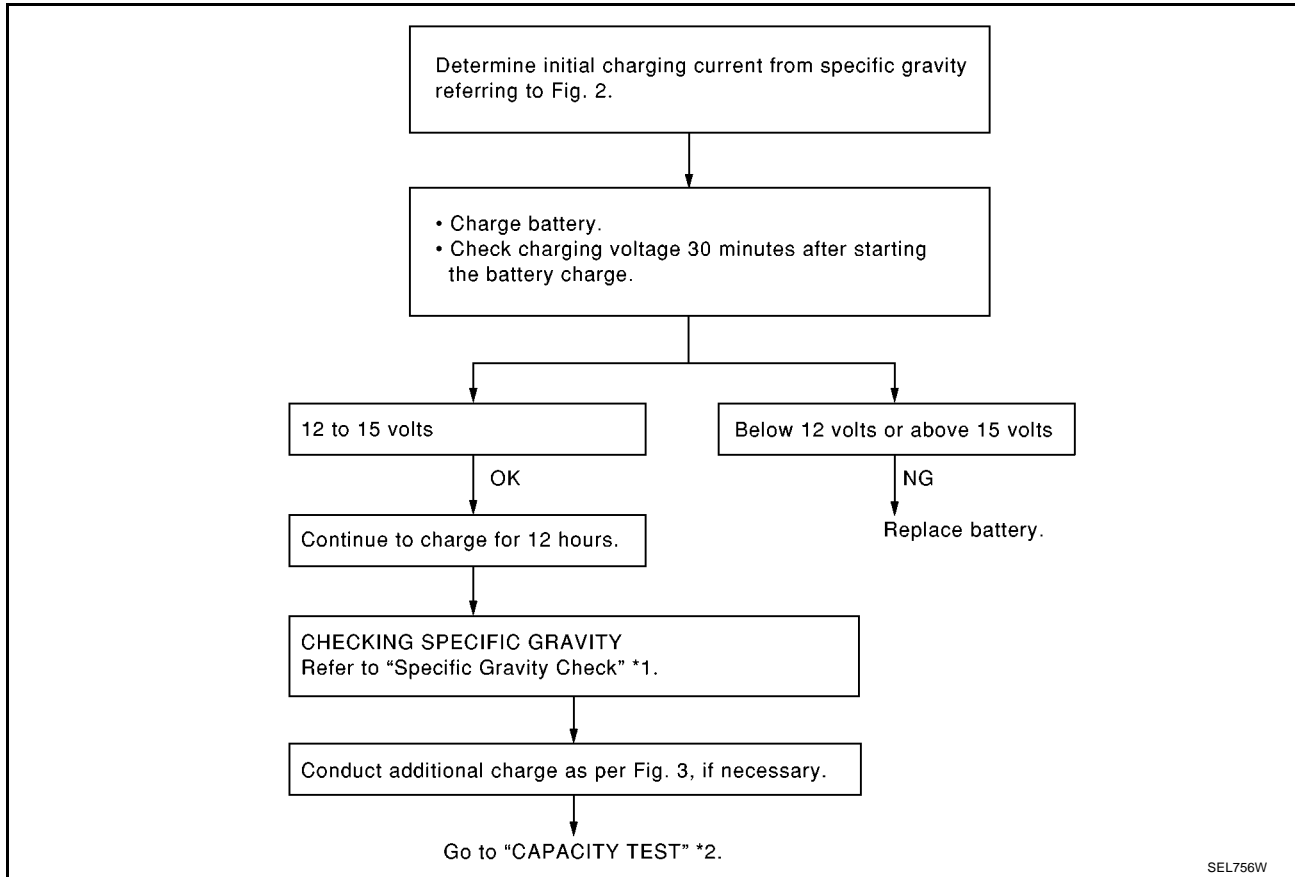 Determine initial charging current from specific gravity
referring to Fig. 2.
• Charge battery.
• Check charging voltage 30 minutes after starting
the battery charge.
12 to 15 volts
Below 12 volts or above 15 volts
OK
NG
Continue to charge for 12 hours.
Replace battery.
CHECKING SPECIFIC GRAVITY
Refer to “Specific Gravity Check” *1.
Conduct additional charge as per Fig. 3, if necessary.
Go to “CAPACITY TEST” *2.
SEL756W